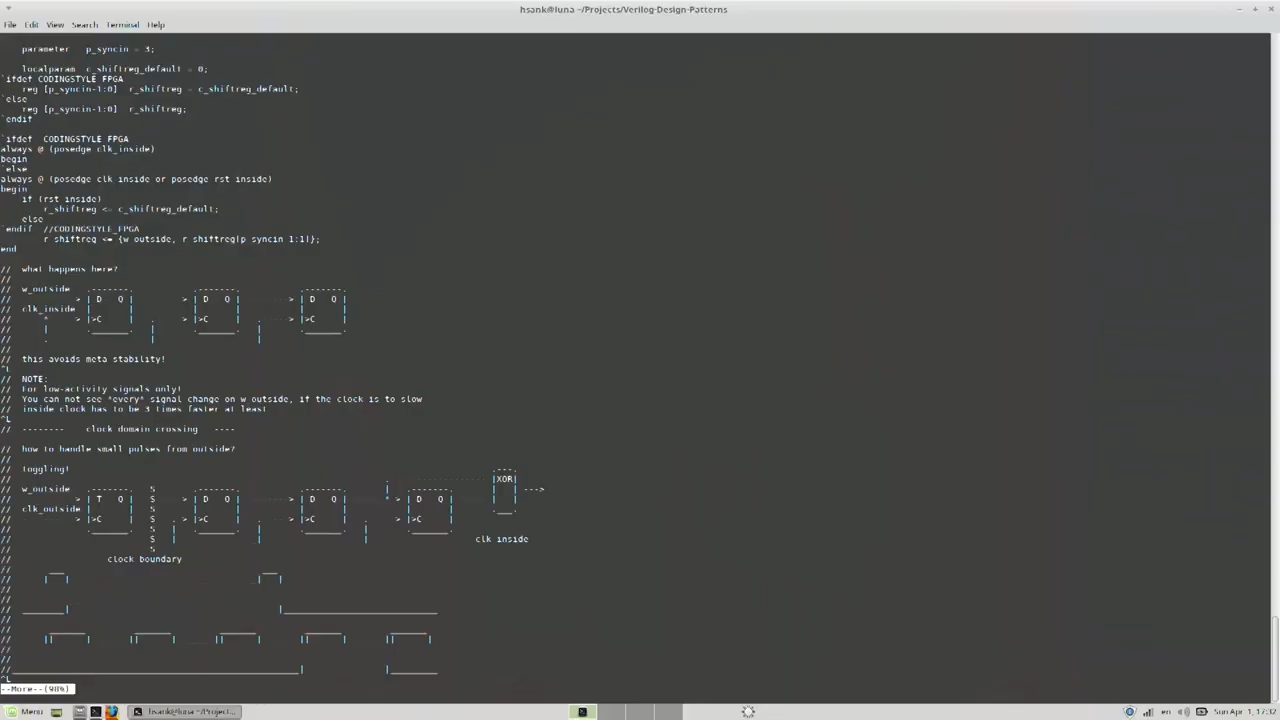 hsank@luna ~/Projects/Verilog-Design-Patterns
File Edit View Search Terminal Help
parameter p_syncin = 3;
localparam c_shiftreg_default = 0;
`ifdef CODINGSTYLE_FPGA
reg [p_syncin-1:0] r_shiftreg = c_shiftreg_default;
`else
reg [p_syncin-1:0] r_shiftreg;
`endif
`ifdef CODINGSTYLE_FPGA
always @ (posedge clk_inside)
begin
`else
always @ (posedge clk_inside or posedge rst_inside)
begin
if (rst_inside)
r_shiftreg <= c_shiftreg_default;
else
`endif //CODINGSTYLE_FPGA
r_shiftreg <= {w_outside, r_shiftreg[p_syncin-1:1]};
end
// what happens here?
//
// w_outside .-------. .-------. .-------.
// > | D Q | > | D Q | -------> | D Q |
// clk_inside | | | | | |
// * > |>C | . > |>C | . ---> |>C |
// | ._______. | ._______. | ._______.
// . | |
//
// this avoids meta stability!
^L
// NOTE:
// For low-activity signals only!
// You can not see *every* signal change on w_outside, if the clock is to slow
// inside clock has to be 3 times faster at least
^L
// -------- clock domain crossing ----
// how to handle small pulses from outside?
//
// toggling!
// |XOR|
// w_outside S | | --->
// | T Q | S > | D Q | > | D Q | * > | D Q | | |
// clk_outside S
// > |>C | S . > |>C | . ---> |>C | . > |>C |
// S
// S clk inside
// clock boundary
//
//
//
//
//
//
//
//
//
//
//
^L
--More--(98%)
Menu
hsank@luna ~/Project...
en
Sun Apr 1, 17:32